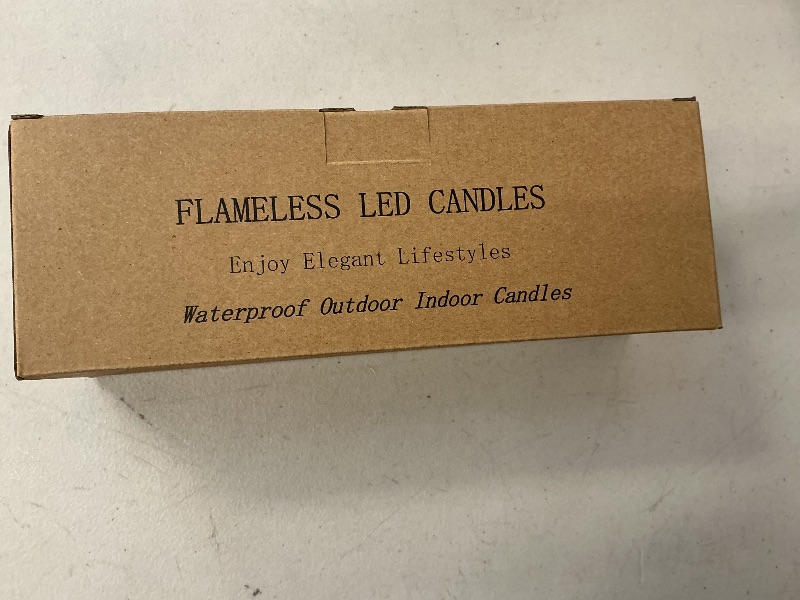 FLAMELESS LED CANDLES
Enjoy Elegant Lifestyles
Waterproof Outdoor Indoor Candles